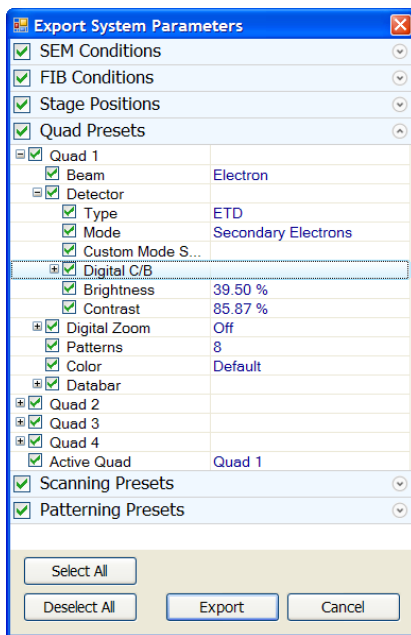 Export System Parameters
SEM Conditions
FIB Conditions
Stage Positions
Quad Presets
Quad 1
Beam Electron
Detector
Type ETD
Mode Secondary Electrons
Custom Mode S...
Digital C/B
Brightness 39.50 %
Contrast 85.87 %
Digital Zoom Off
Patterns 8
Color Default
Databar
Quad 2
Quad 3
Quad 4
Active Quad Quad 1
Scanning Presets
Patterning Presets
Select All
Deselect All Export Cancel